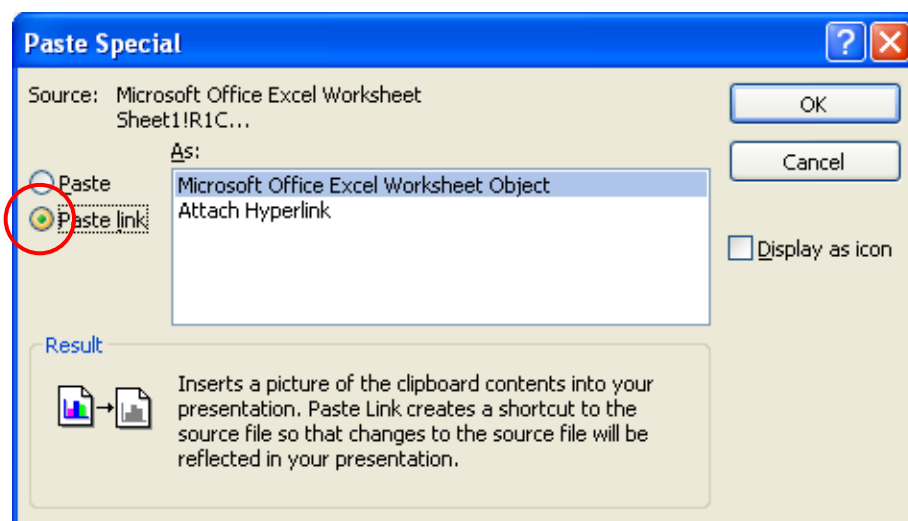 Paste Special
Source: Microsoft Office Excel Worksheet
Sheet1!R1C...
OK
As:
Cancel
Paste
Microsoft Office Excel Worksheet Object
Paste link
Attach Hyperlink
Display as icon
Result
Inserts a picture of the clipboard contents into your
presentation. Paste Link creates a shortcut to the
source file so that changes to the source file will be
reflected in your presentation.